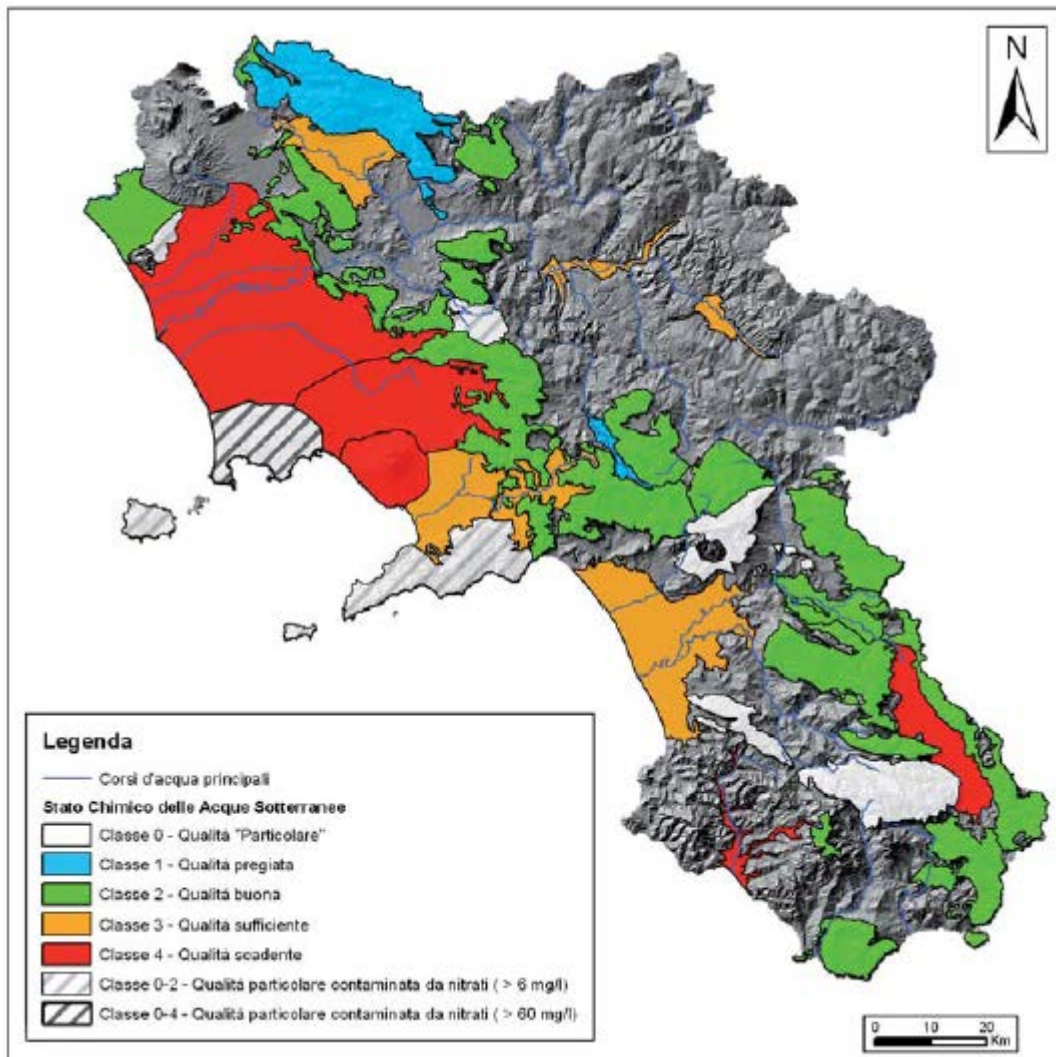 N
Legenda
Corsi d'acqua principali
Stato Chimico delle Acque Sotterranee
Classe 0 - Qualità "Particolare"
Classe 1 - Qualità pregiata
Classe 2 - Qualità buona
Classe 3 - Qualità sufficiente
Classe 4 - Qualità scadente
Classe 0-2 - Qualità particolare contaminata da nitrati ( > 6 mg/l)
Classe 0-4 - Qualità particolare contaminata da nitrati ( > 60 mg/l)
0 10 20
Km